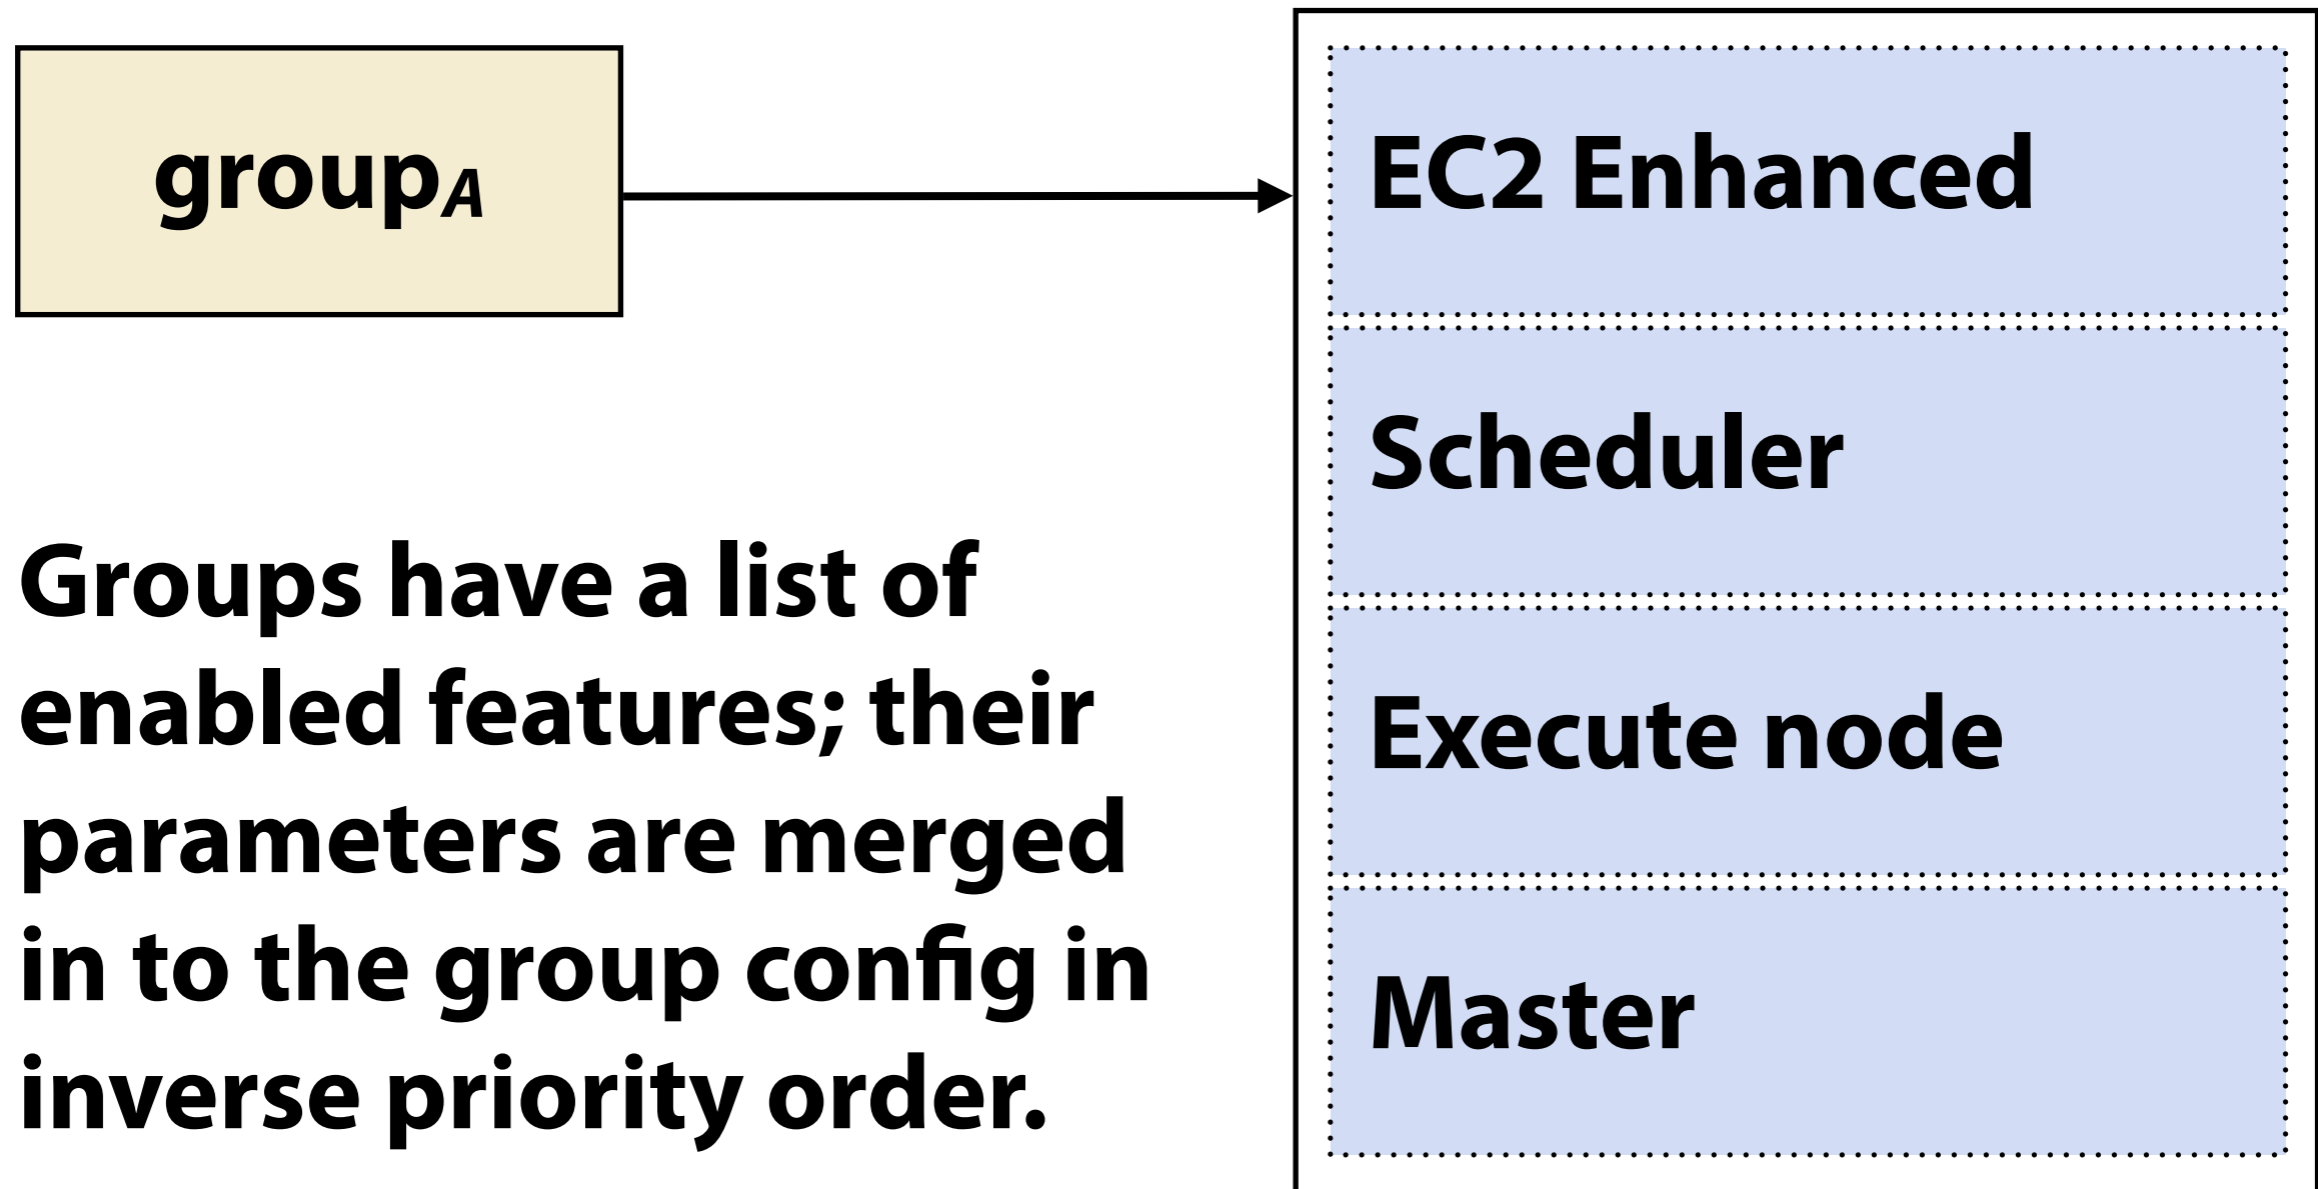 group_A
EC2 Enhanced
Scheduler
Execute node
Master
Groups have a list of
enabled features; their
parameters are merged
in to the group config in
inverse priority order.